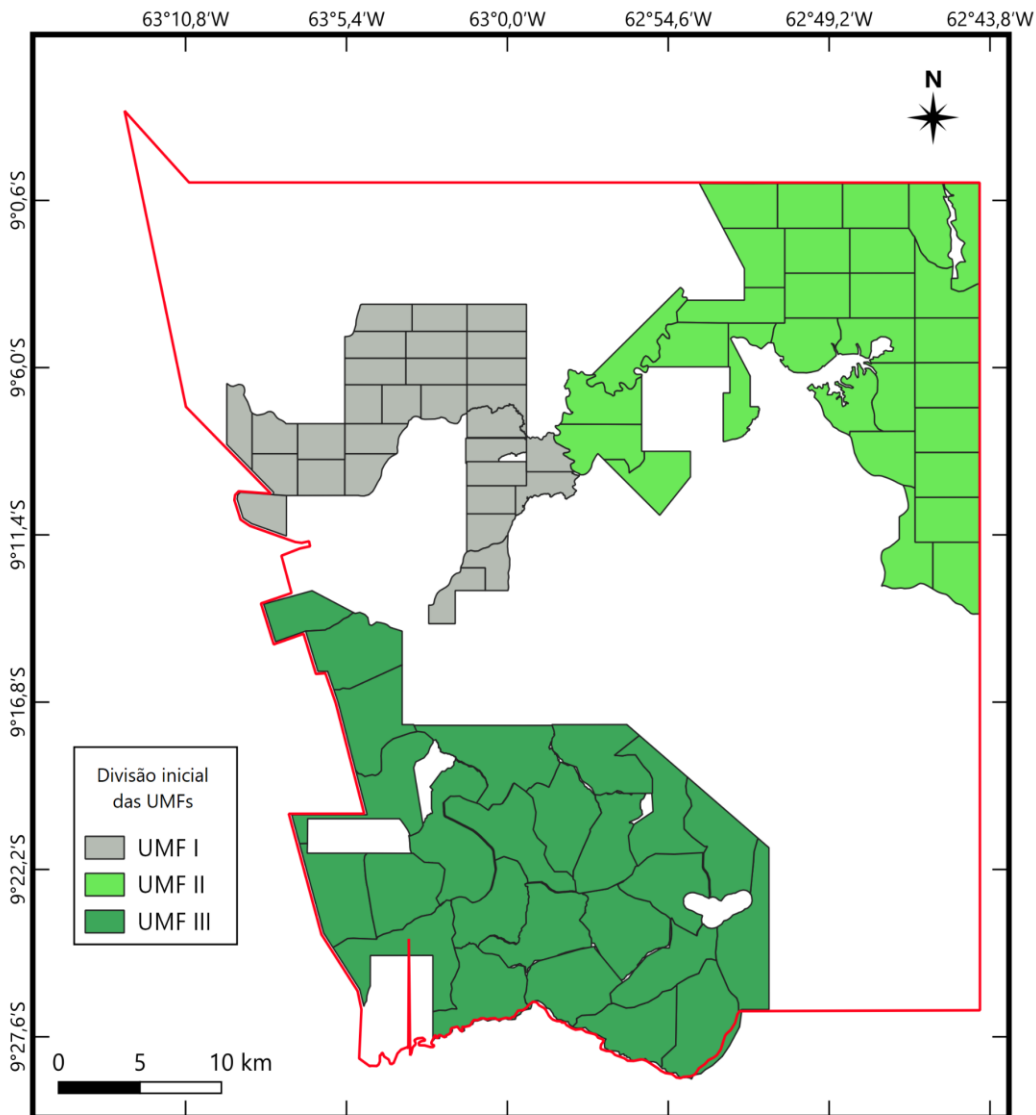 63°10,8'W 63°5,4'W 63°0,0'W 62°54,6'W 62°49,2'W 62°43,8'W
N
9°0,6'S
9°6,0'S
9°11,4'S
9°16,8'S
9°22,2'S
9°27,6'S
Divisão inicial
das UMFs
UMF I
UMF II
UMF III
0 5 10 km